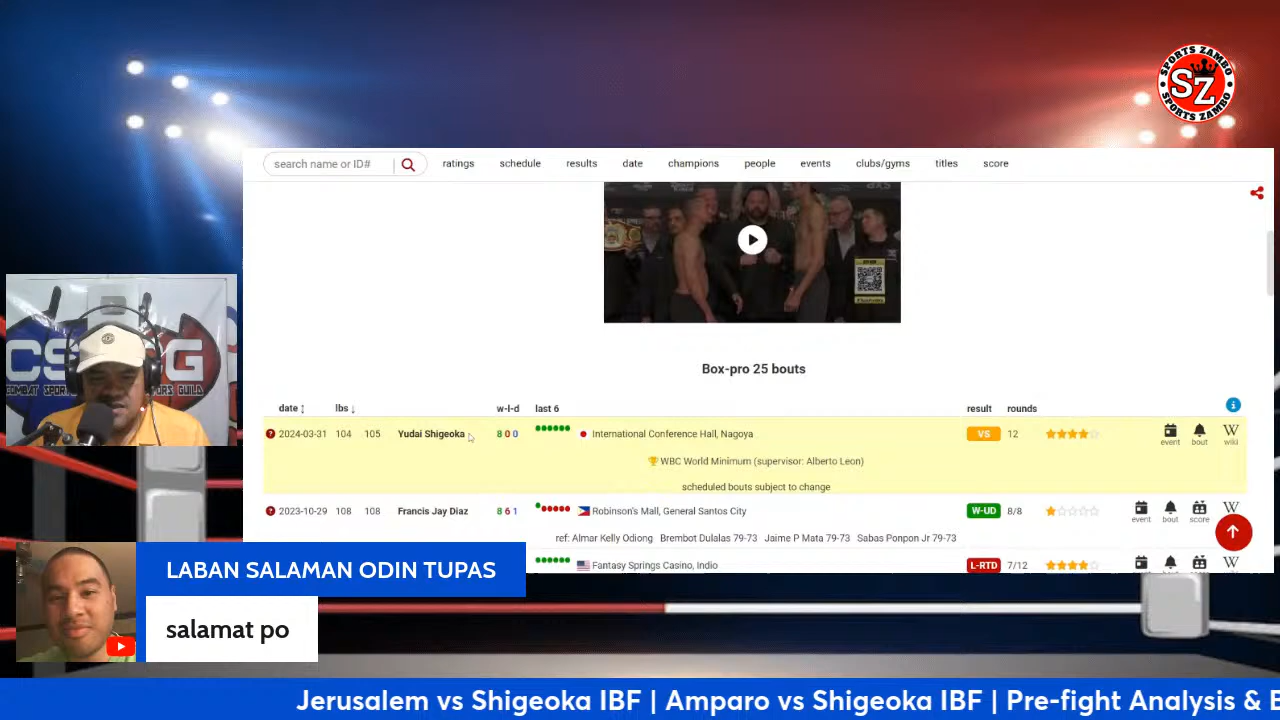 SPORTS ZAMBO
SZ
SPORTS ZAMBO
search name or ID#
ratings schedule results date champions people events clubs/gyms titles score
Box-pro 25 bouts
date lbs w-l-d last 6 result rounds
2024-03-31 104 105 Yudai Shigeoka 8 0 0 International Conference Hall, Nagoya VS 12
event bout wiki
WBC World Minimum (supervisor: Alberto Leon)
scheduled bouts subject to change
2023-10-29 108 108 Francis Jay Diaz 8 6 1 Robinson's Mall, General Santos City W-UD 8/8
event bout score
ref: Almar Kelly Odiong Brembot Dulalas 79-73 Jaime P Mata 79-73 Sabas Ponpon Jr 79-73
Fantasy Springs Casino, Indio L-RTD 7/12
LABAN SALAMAN ODIN TUPAS
salamat po
Jerusalem vs Shigeoka IBF | Amparo vs Shigeoka IBF | Pre-fight Analysis &